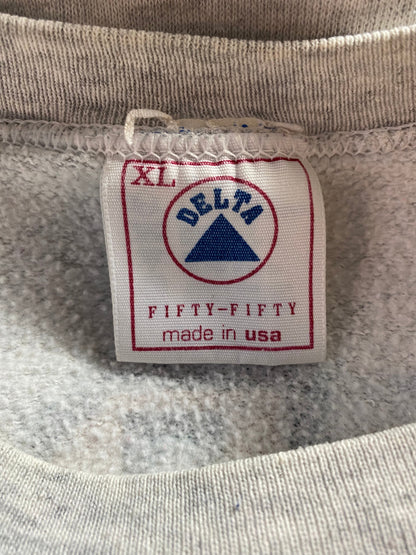 XL
DELTA
FIFTY-FIFTY
made in usa